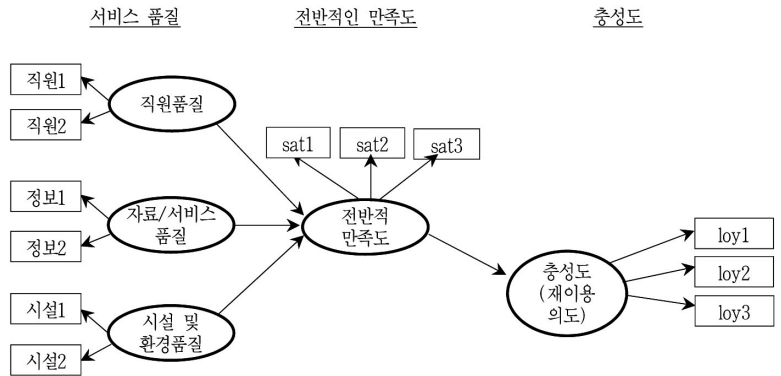 서비스 품질
전반적인 만족도
충성도
직원1
직원2
직원품질
sat1
sat2
sat3
정보1
정보2
자료/서비스
품질
전반적
만족도
loy1
loy2
loy3
충성도
(재이용
의도)
시설1
시설2
시설 및
환경품질